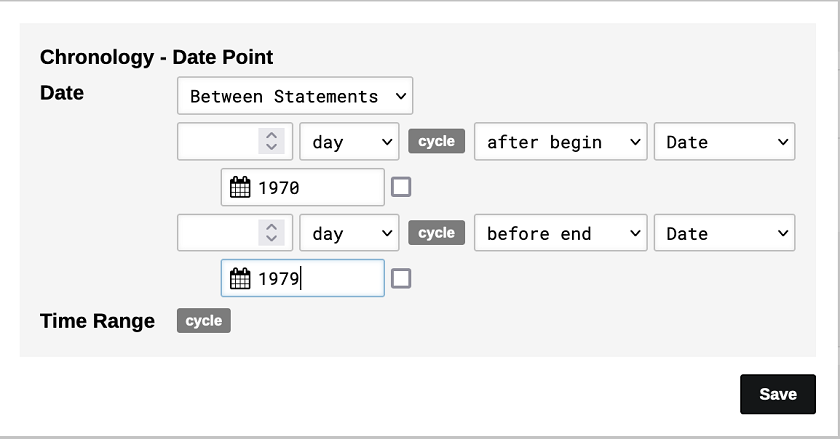 Chronology - Date Point
Date
Between Statements
day cycle after begin Date
1970
day cycle before end Date
1979
Time Range cycle
Save